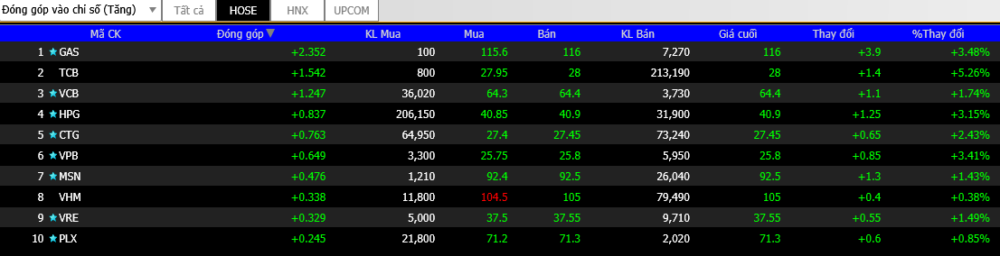 Đóng góp vào chỉ số (Tăng) Tất cả HOSE HNX UPCOM
Mã CK Đóng góp KL Mua Mua Bán KL Bán Giá cuối Thay đổi %Thay đổi
1 GAS +2.352 100 115.6 116 7,270 116 +3.9 +3.48%
2 TCB +1.542 800 27.95 28 213,190 28 +1.4 +5.26%
3 VCB +1.247 36,020 64.3 64.4 3,730 64.4 +1.1 +1.74%
4 HPG +0.837 206,150 40.85 40.9 31,900 40.9 +1.25 +3.15%
5 CTG +0.763 64,950 27.4 27.45 73,240 27.45 +0.65 +2.43%
6 VPB +0.649 3,300 25.75 25.8 5,950 25.8 +0.85 +3.41%
7 MSN +0.476 1,210 92.4 92.5 26,040 92.5 +1.3 +1.43%
8 VHM +0.338 11,800 104.5 105 79,490 105 +0.4 +0.38%
9 VRE +0.329 5,000 37.5 37.55 9,710 37.55 +0.55 +1.49%
10 PLX +0.245 21,800 71.2 71.3 2,020 71.3 +0.6 +0.85%